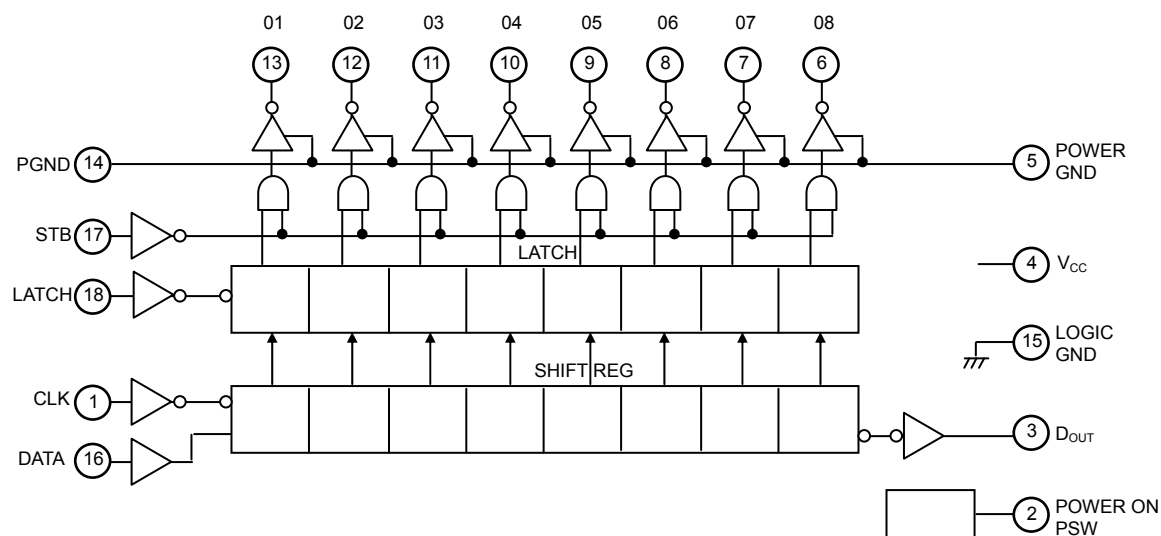 01 02 03 04 05 06 07 08
13 12 11 10 9 8 7 6
PGND 14
5 POWER
GND
STB 17
LATCH
4 VCC
LATCH 18
15 LOGIC
GND
SHIFT REG
CLK 1
3 DOUT
DATA 16
2 POWER ON
PSW